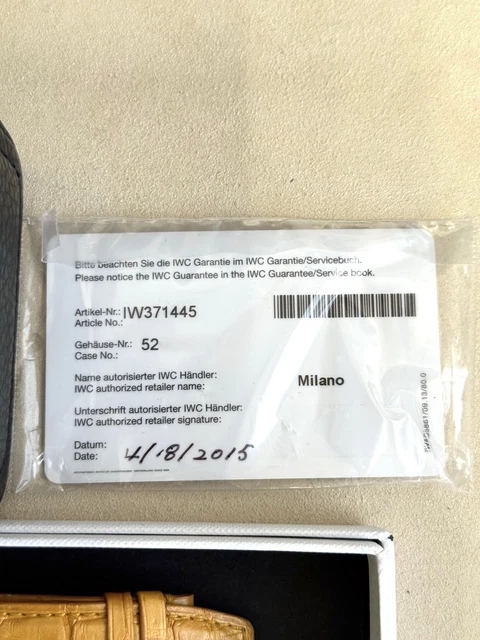 Bitte beachten Sie die IWC Garantie im IWC Garantie/Servicebuch.
Please notice the IWC Guarantee in the IWC Guarantee/Service book.
Artikel-Nr.: IW371445
Article No.:
Gehäuse-Nr.: 52
Case No.:
Name autorisierter IWC Händler:
IWC authorized retailer name:
Milano
Unterschrift autorisierter IWC Händler:
IWC authorized retailer signature:
Datum:
Date: 4/18/2015